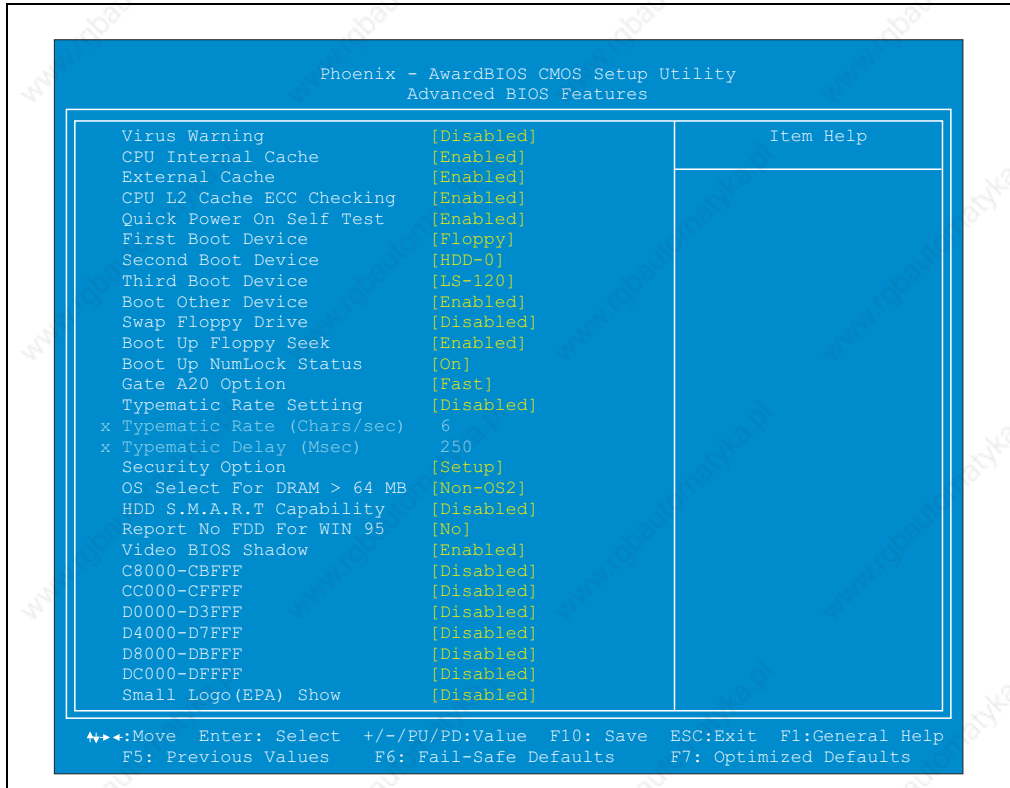 Phoenix - AwardBIOS CMOS Setup Utility
Advanced BIOS Features
Item Help
Virus Warning [Disabled]
CPU Internal Cache [Enabled]
External Cache [Enabled]
CPU L2 Cache ECC Checking [Enabled]
Quick Power On Self Test [Enabled]
First Boot Device [Floppy]
Second Boot Device [HDD-0]
Third Boot Device [LS-120]
Boot Other Device [Enabled]
Swap Floppy Drive [Disabled]
Boot Up Floppy Seek [Enabled]
Boot Up NumLock Status [On]
Gate A20 Option [Fast]
Typematic Rate Setting [Disabled]
x Typematic Rate (Chars/sec) 6
x Typematic Delay (Msec) 250
Security Option [Setup]
OS Select For DRAM > 64 MB [Non-OS2]
HDD S.M.A.R.T Capability [Disabled]
Report No FDD For WIN 95 [No]
Video BIOS Shadow [Enabled]
C8000-CBFFF [Disabled]
CC000-CFFFF [Disabled]
D0000-D3FFF [Disabled]
D4000-D7FFF [Disabled]
D8000-DBFFF [Disabled]
DC000-DFFFF [Disabled]
Small Logo(EPA) Show [Disabled]
:Move Enter: Select +/-/PU/PD:Value F10: Save ESC:Exit F1:General Help
F5: Previous Values F6: Fail-Safe Defaults F7: Optimized Defaults
www.rgbautomatyka.pl